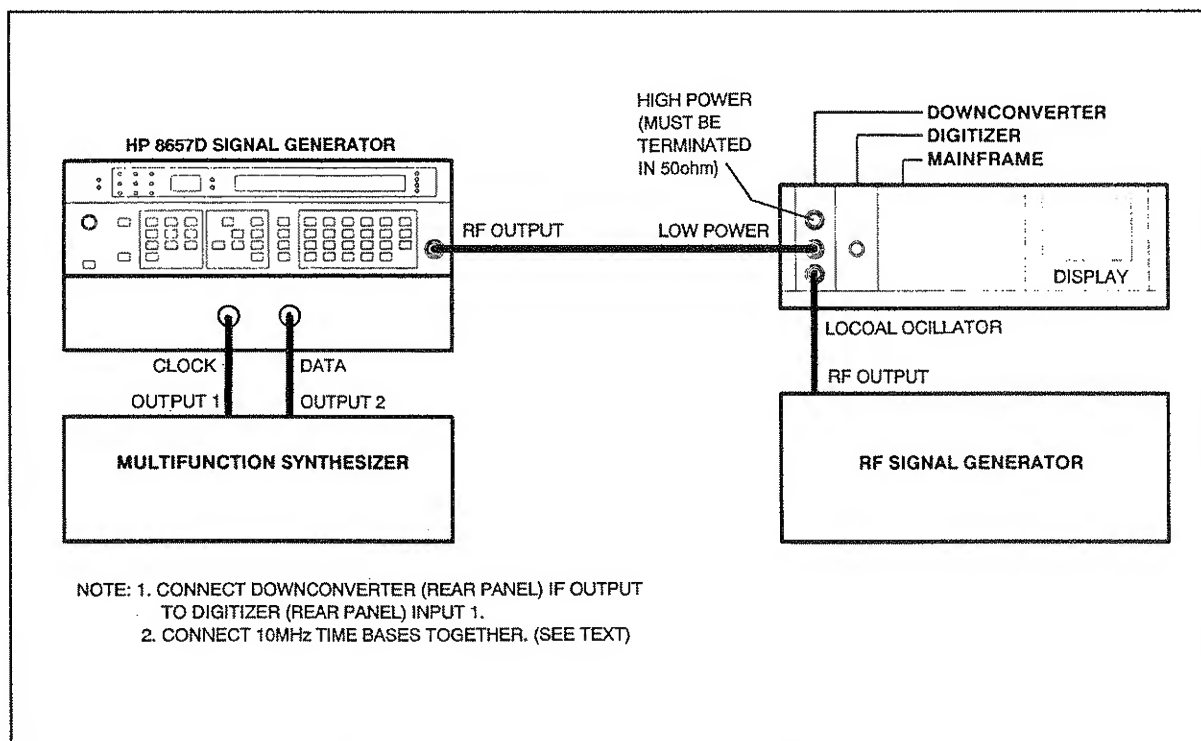 HIGH POWER
(MUST BE
TERMINATED
IN 50ohm)
DOWNCONVERTER
DIGITIZER
MAINFRAME
HP 8657D SIGNAL GENERATOR
RF OUTPUT
LOW POWER
DISPLAY
LOCOAL OCILLATOR
CLOCK
DATA
RF OUTPUT
OUTPUT 1
OUTPUT 2
MULTIFUNCTION SYNTHESIZER
RF SIGNAL GENERATOR
NOTE: 1. CONNECT DOWNCONVERTER (REAR PANEL) IF OUTPUT
TO DIGITIZER (REAR PANEL) INPUT 1.
2. CONNECT 10MHz TIME BASES TOGETHER. (SEE TEXT)